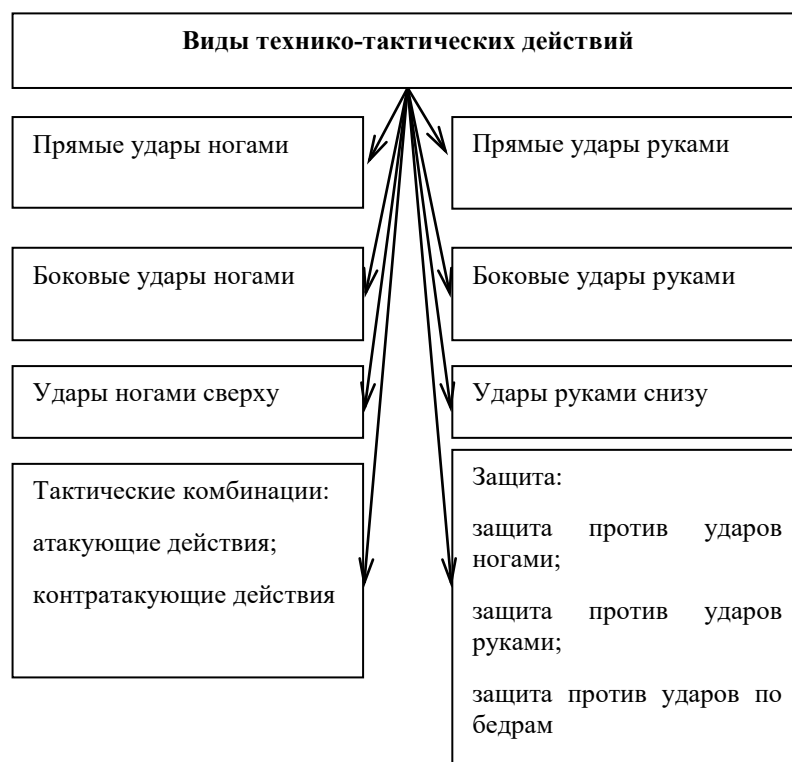 Виды технико-тактических действий
Прямые удары ногами
Прямые удары руками
Боковые удары ногами
Боковые удары руками
Удары ногами сверху
Удары руками снизу
Тактические комбинации:
атакующие действия;
контратакующие действия
Защита:
защита против ударов
ногами;
защита против ударов
руками;
защита против ударов по
бедрам